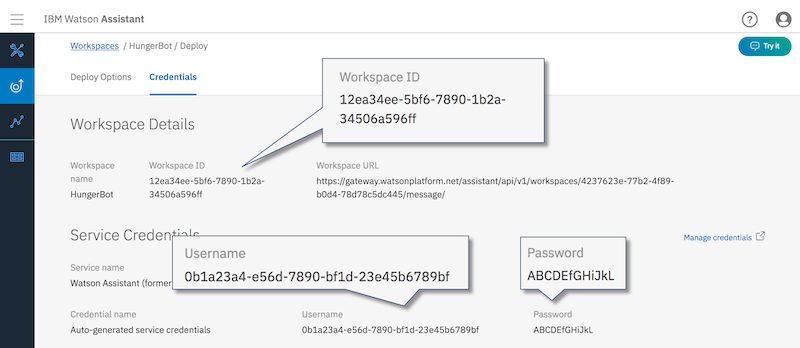 IBM Watson Assistant
Workspaces / HungerBot / Deploy
Try it
Deploy Options
Credentials
Workspace ID
12ea34ee-5bf6-7890-1b2a-
34506a596ff
Workspace Details
Workspace
name
HungerBot
Workspace ID
12ea34ee-5bf6-7890-1b2a-
34506a596ff
Workspace URL
https://gateway.watsonplatform.net/assistant/api/v1/workspaces/4237623e-77b2-4f89-
b0d4-78d78c5dc445/message/
Service Credentials
Manage credentials
Username
0b1a23a4-e56d-7890-bf1d-23e45b6789bf
Password
ABCDEfGHiJkL
Service name
Watson Assistant (former
Credential name
Auto-generated service credentials
Username
0b1a23a4-e56d-7890-bf1d-23e45b6789bf
Password
ABCDEfGHiJkL